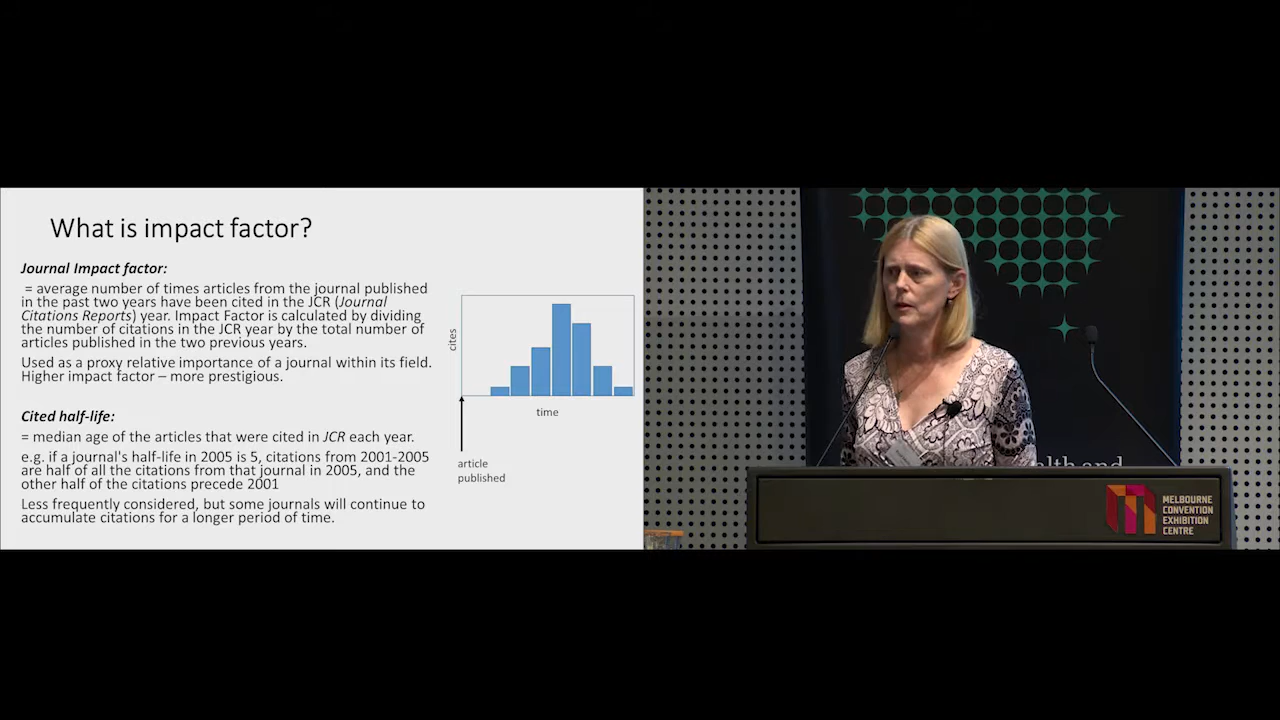 What is impact factor?
Journal Impact factor:
= average number of times articles from the journal published
in the past two years have been cited in the JCR (Journal
Citations Reports) year. Impact Factor is calculated by dividing
the number of citations in the JCR year by the total number of
articles published in the two previous years.
Used as a proxy relative importance of a journal within its field.
Higher impact factor – more prestigious.
Cited half-life:
= median age of the articles that were cited in JCR each year.
e.g. if a journal's half-life in 2005 is 5, citations from 2001-2005
are half of all the citations from that journal in 2005, and the
other half of the citations precede 2001
Less frequently considered, but some journals will continue to
accumulate citations for a longer period of time.
cites
time
article
published
alth and
MELBOURNE
CONVENTION
EXHIBITION
CENTRE